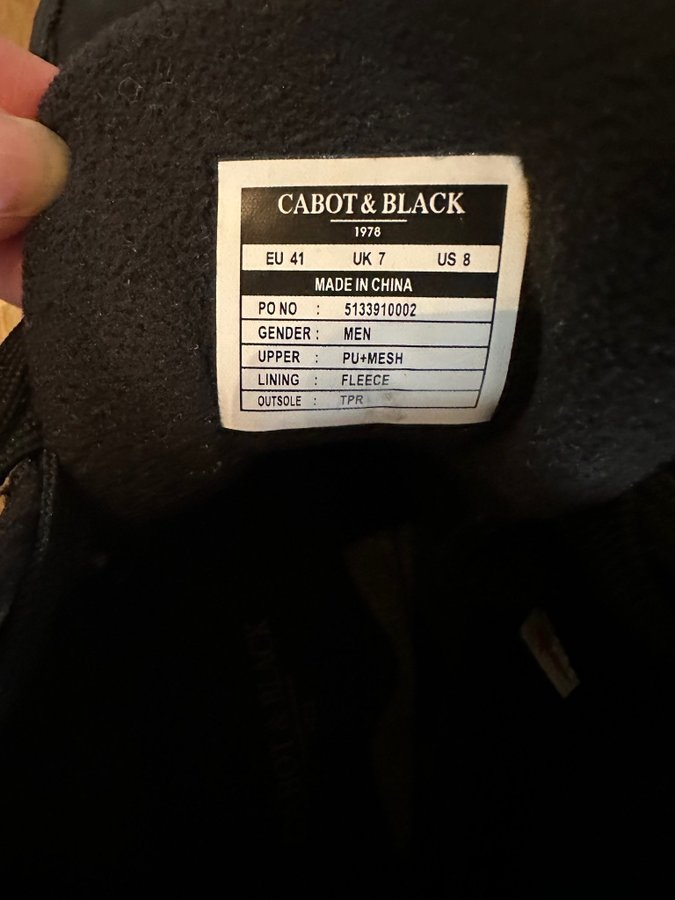 CABOT & BLACK
1978
EU 41 UK 7 US 8
MADE IN CHINA
PO NO : 5133910002
GENDER : MEN
UPPER : PU+MESH
LINING : FLEECE
OUTSOLE : TPR
BLACK